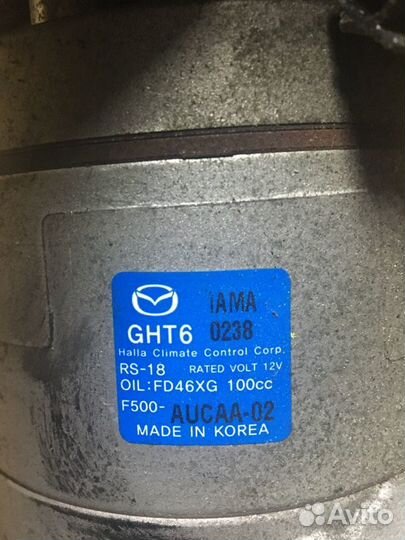 IAMA
GHT6 0238
Halla Climate Control Corp.
RS-18 RATED VOLT 12V
OIL:FD46XG 100cc
F500-AUCAA-02
MADE IN KOREA
Avito